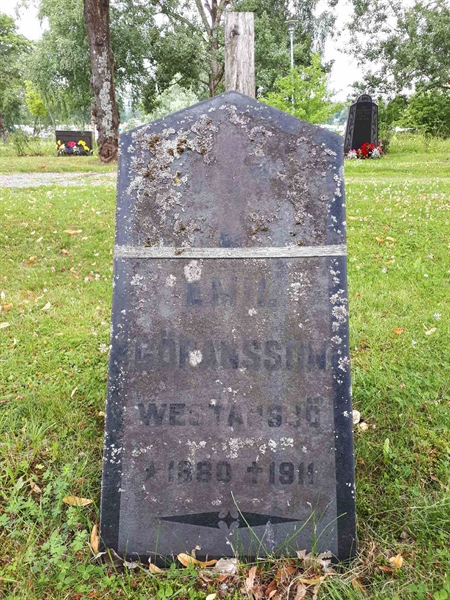 EMIL
GÖRANSSON
WESTANSJÖ
✝1880 ✝1911